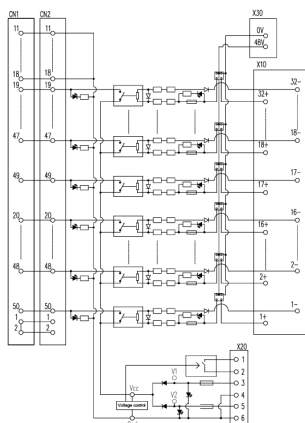 CN1 CN2 X30
11 11 0V
48V
X10
18 18
19 19 32-
32+
47 47 18-
18+
49 49 17-
17+
20 20 16-
16+
48 48 2-
2+
50 50 1-
1 1
2 2 1+
X20
1
Vcc V1 2
3
Voltage control V2 4
5
6